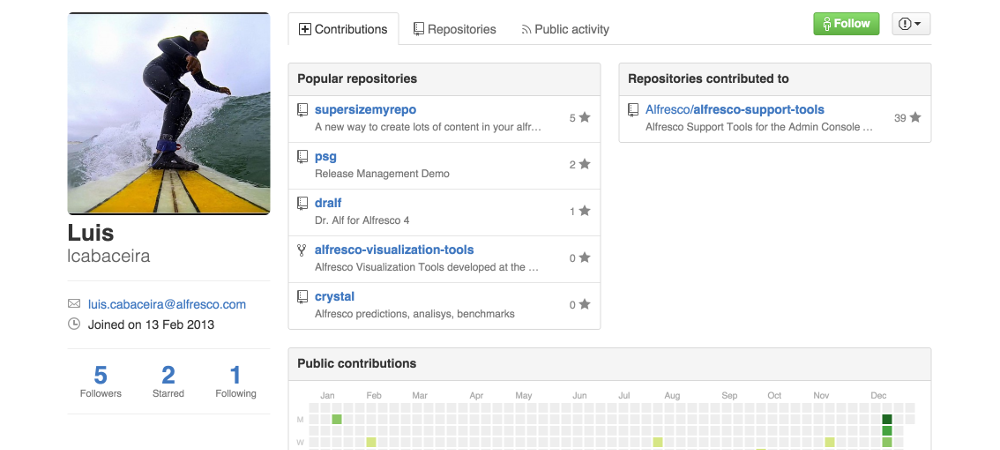 Contributions
Repositories
Public activity
Follow
Luis
lcabaceira
luis.cabaceira@alfresco.com
Joined on 13 Feb 2013
5 2 1
Followers Starred Following
Popular repositories
supersizemyrepo
A new way to create lots of content in your alfr…
5
psg
Release Management Demo
2
dralf
Dr. Alf for Alfresco 4
1
alfresco-visualization-tools
Alfresco Visualization Tools developed at the …
0
crystal
Alfresco predictions, analisys, benchmarks
0
Repositories contributed to
Alfresco/alfresco-support-tools
Alfresco Support Tools for the Admin Console …
39
Public contributions
Jan Feb Mar Apr May Jun Jul Aug Sep Oct Nov Dec
M
W